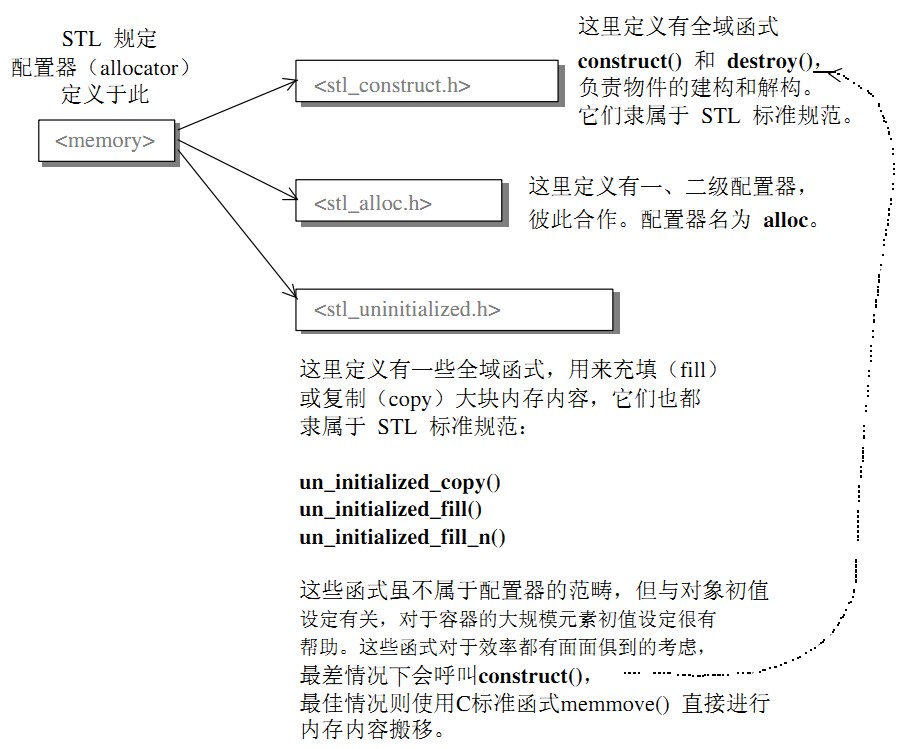 STL 规定
配置器（allocator）
定义于此
<memory>
<stl_construct.h>
这里定义有全域函式
construct() 和 destroy()，
负责物件的建构和解构。
它们隶属于 STL 标准规范。
<stl_alloc.h>
这里定义有一、二级配置器，
彼此合作。配置器名为 alloc。
<stl_uninitialized.h>
这里定义有一些全域函式，用来充填（fill）
或复制（copy）大块内存内容，它们也都
隶属于 STL 标准规范：
un_initialized_copy()
un_initialized_fill()
un_initialized_fill_n()
这些函式虽不属于配置器的范畴，但与对象初值
设定有关，对于容器的大规模元素初值设定很有
帮助。这些函式对于效率都有面面俱到的考虑，
最差情况下会呼叫construct()，
最佳情况则使用C标准函式memmove() 直接进行
内存内容搬移。